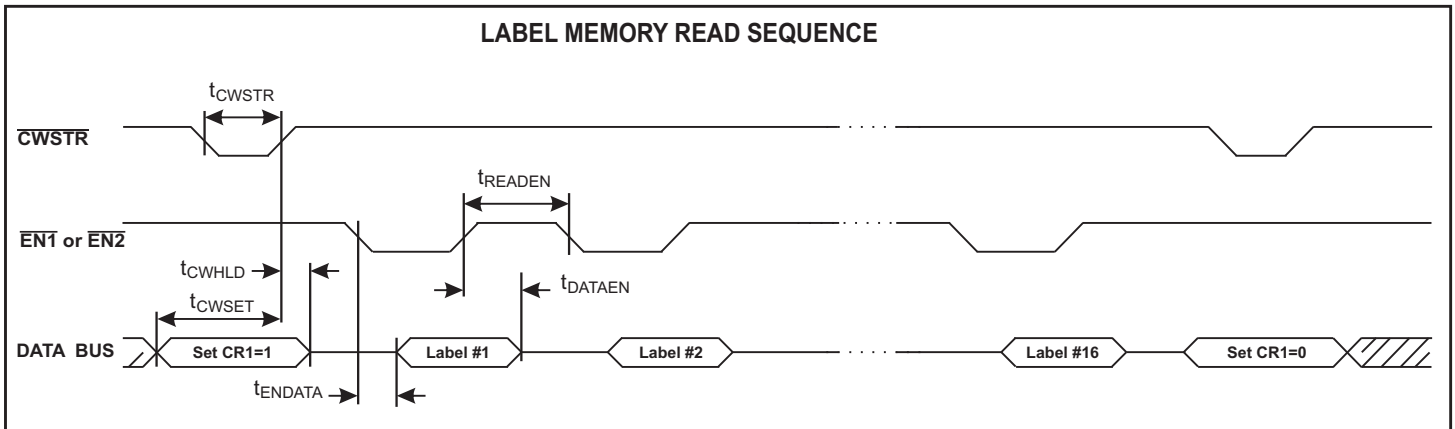 LABEL MEMORY READ SEQUENCE
tCWSTR
CWSTR
tREADEN
EN1 or EN2
tCWHLD
tDATAEN
tCWSET
DATA BUS Set CR1=1 Label #1 Label #2 Label #16 Set CR1=0
tENDATA